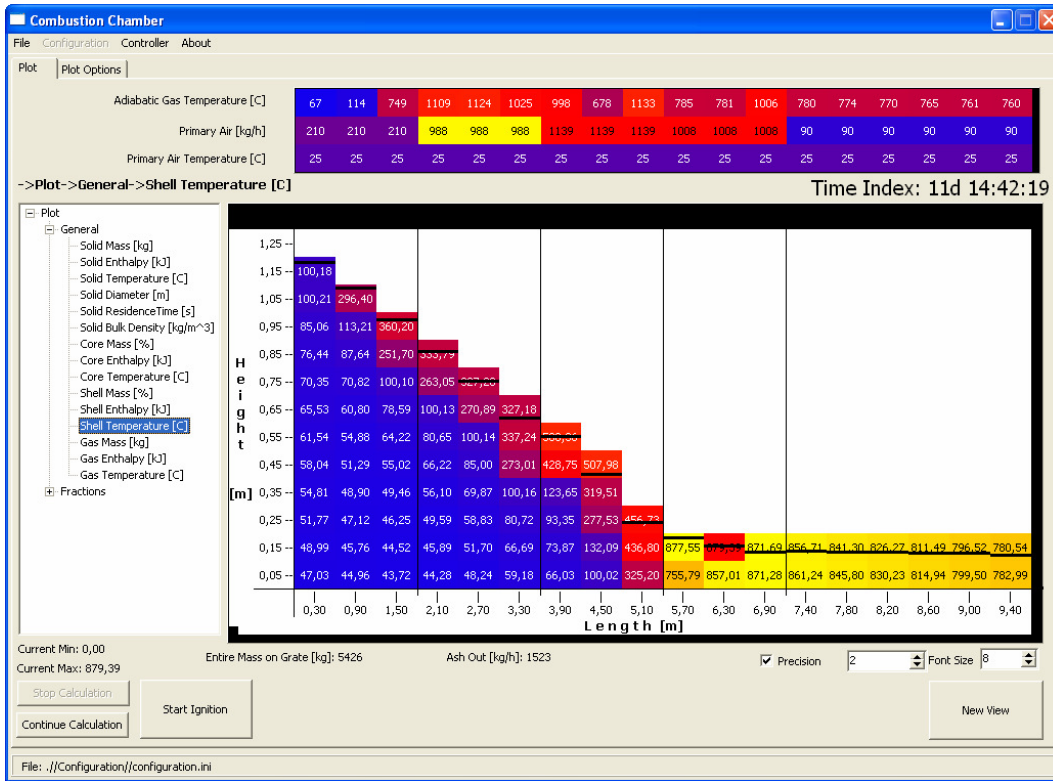 Combustion Chamber
File Configuration Controller About
Plot Plot Options
Adiabatic Gas Temperature [C] 67 114 749 1109 1124 1025 998 678 1133 785 781 1006 780 774 770 765 761 760
Primary Air [kg/h] 210 210 210 988 988 988 1139 1139 1139 1008 1008 1008 90 90 90 90 90 90
Primary Air Temperature [C] 25 25 25 25 25 25 25 25 25 25 25 25 25 25 25 25 25 25
->Plot->General->Shell Temperature [C]
Time Index: 11d 14:42:19
Plot
General
Solid Mass [kg]
Solid Enthalpy [kJ]
Solid Temperature [C]
Solid Diameter [m]
Solid ResidenceTime [s]
Solid Bulk Density [kg/m^3]
Core Mass [%]
Core Enthalpy [kJ]
Core Temperature [C]
Shell Mass [%]
Shell Enthalpy [kJ]
Shell Temperature [C]
Gas Mass [kg]
Gas Enthalpy [kJ]
Gas Temperature [C]
Fractions
Height
[m]
1,25 --
1,15 -- 100,18
1,05 -- 100,21 296,40
0,95 -- 85,06 113,21 360,20
0,85 -- 76,44 87,64 251,70 333,79
0,75 -- 70,35 70,82 100,10 263,05 327,20
0,65 -- 65,53 60,80 78,59 100,13 270,89 327,18
0,55 -- 61,54 54,88 64,22 80,65 100,14 337,24
0,45 -- 58,04 51,29 55,02 66,22 85,00 273,01 428,75 507,98
0,35 -- 54,81 48,90 49,46 56,10 69,87 100,16 123,65 319,51
0,25 -- 51,77 47,12 46,25 49,59 58,83 80,72 93,35 277,53 456,73
0,15 -- 48,99 45,76 44,52 45,89 51,70 66,69 73,87 132,09 436,80 877,55 879,39 871,69 856,71 841,30 826,27 811,49 796,52 780,54
0,05 -- 47,03 44,96 43,72 44,28 48,24 59,18 66,03 100,02 325,20 755,79 857,01 871,28 861,24 845,80 830,23 814,94 799,50 782,99
0,30 0,90 1,50 2,10 2,70 3,30 3,90 4,50 5,10 5,70 6,30 6,90 7,40 7,80 8,20 8,60 9,00 9,40
Length [m]
Current Min: 0,00
Current Max: 879,39
Entire Mass on Grate [kg]: 5426
Ash Out [kg/h]: 1523
Precision 2
Font Size 8
Stop Calculation
Continue Calculation
Start Ignition
New View
File: .//Configuration//configuration.ini